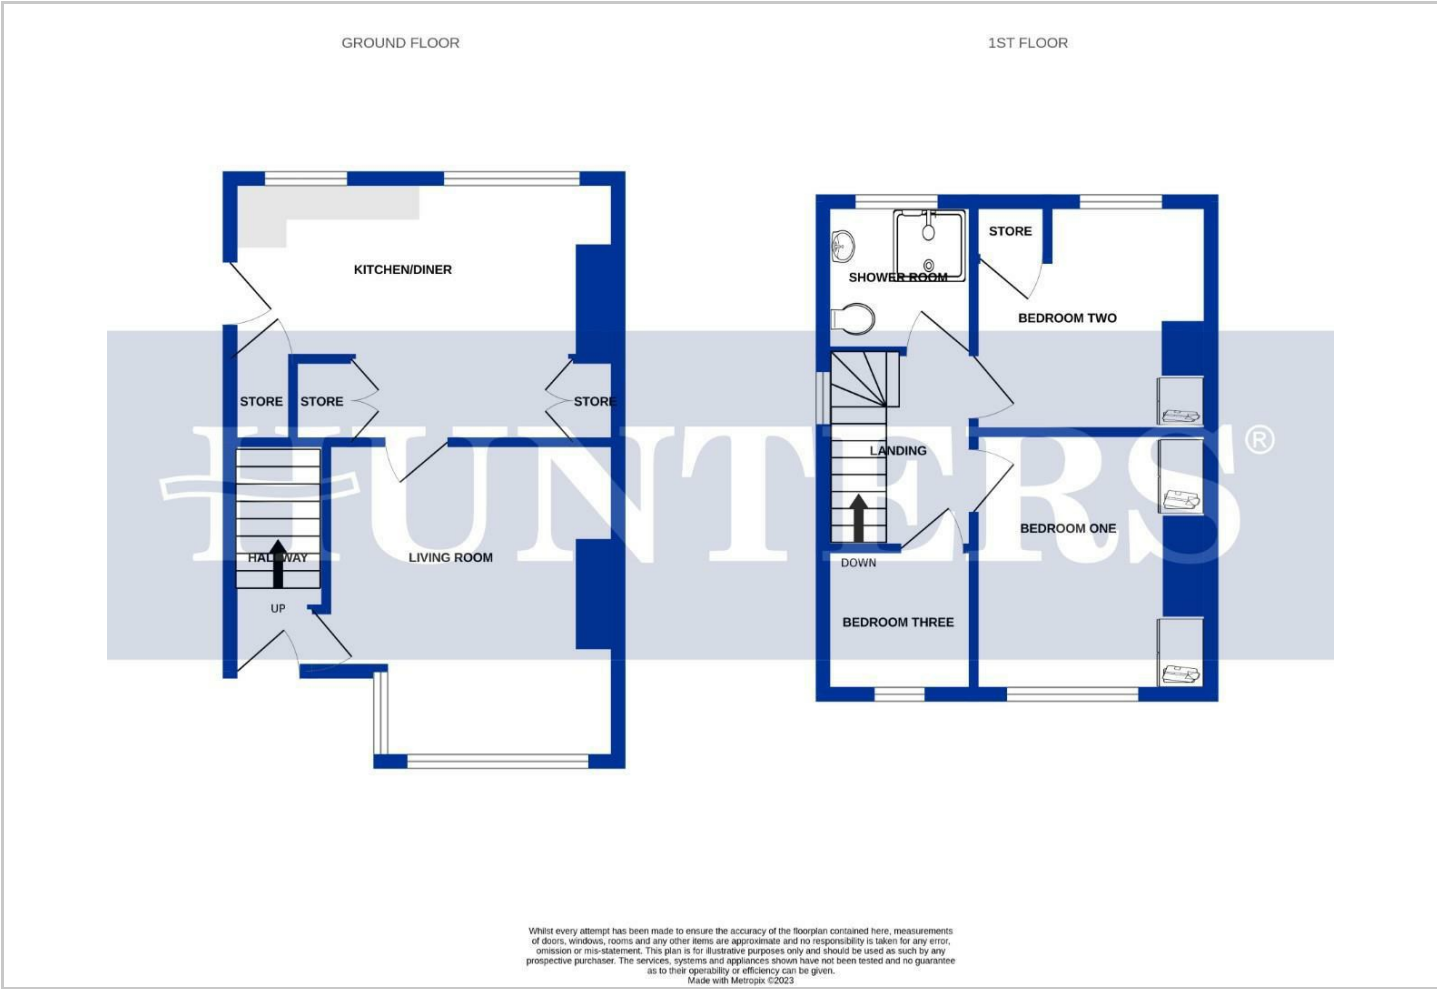 GROUND FLOOR
1ST FLOOR
KITCHEN/DINER
STORE
STORE
STORE
HALLWAY
UP
LIVING ROOM
STORE
SHOWER ROOM
BEDROOM TWO
LANDING
BEDROOM ONE
DOWN
BEDROOM THREE
HUNTERS®
Whilst every attempt has been made to ensure the accuracy of the floorplan contained here, measurements
of doors, windows, rooms and any other items are approximate and no responsibility is taken for any error,
omission or mis-statement. This plan is for illustrative purposes only and should be used as such by any
prospective purchaser. The services, systems and appliances shown have not been tested and no guarantee
as to their operability or efficiency can be given.
Made with Metropix ©2023